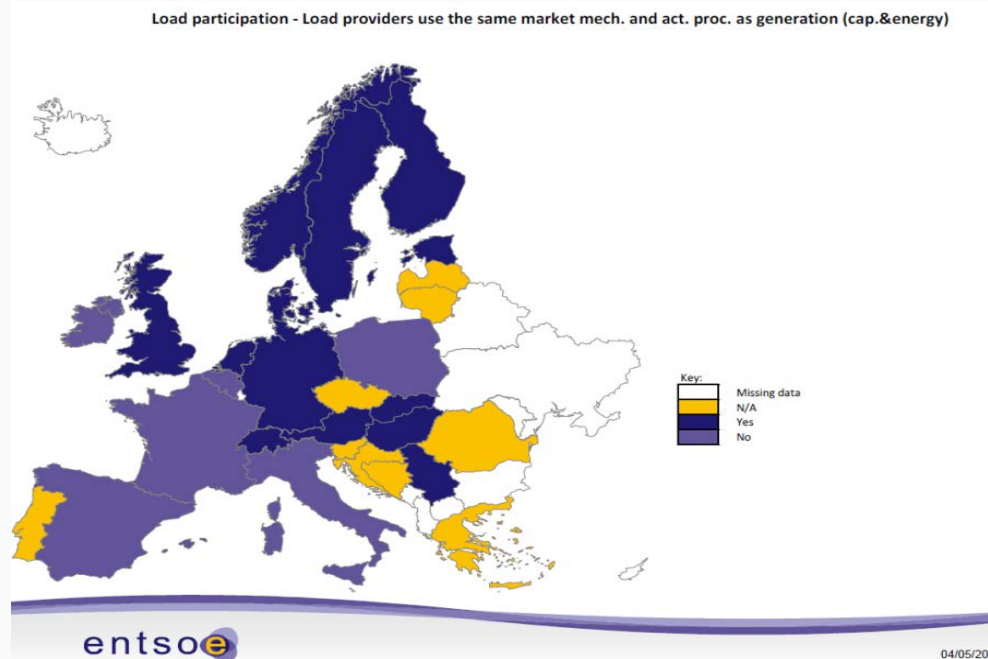 Load participation - Load providers use the same market mech. and act. proc. as generation (cap.&energy)
Key:
Missing data
N/A
Yes
No
entsoe
04/05/20